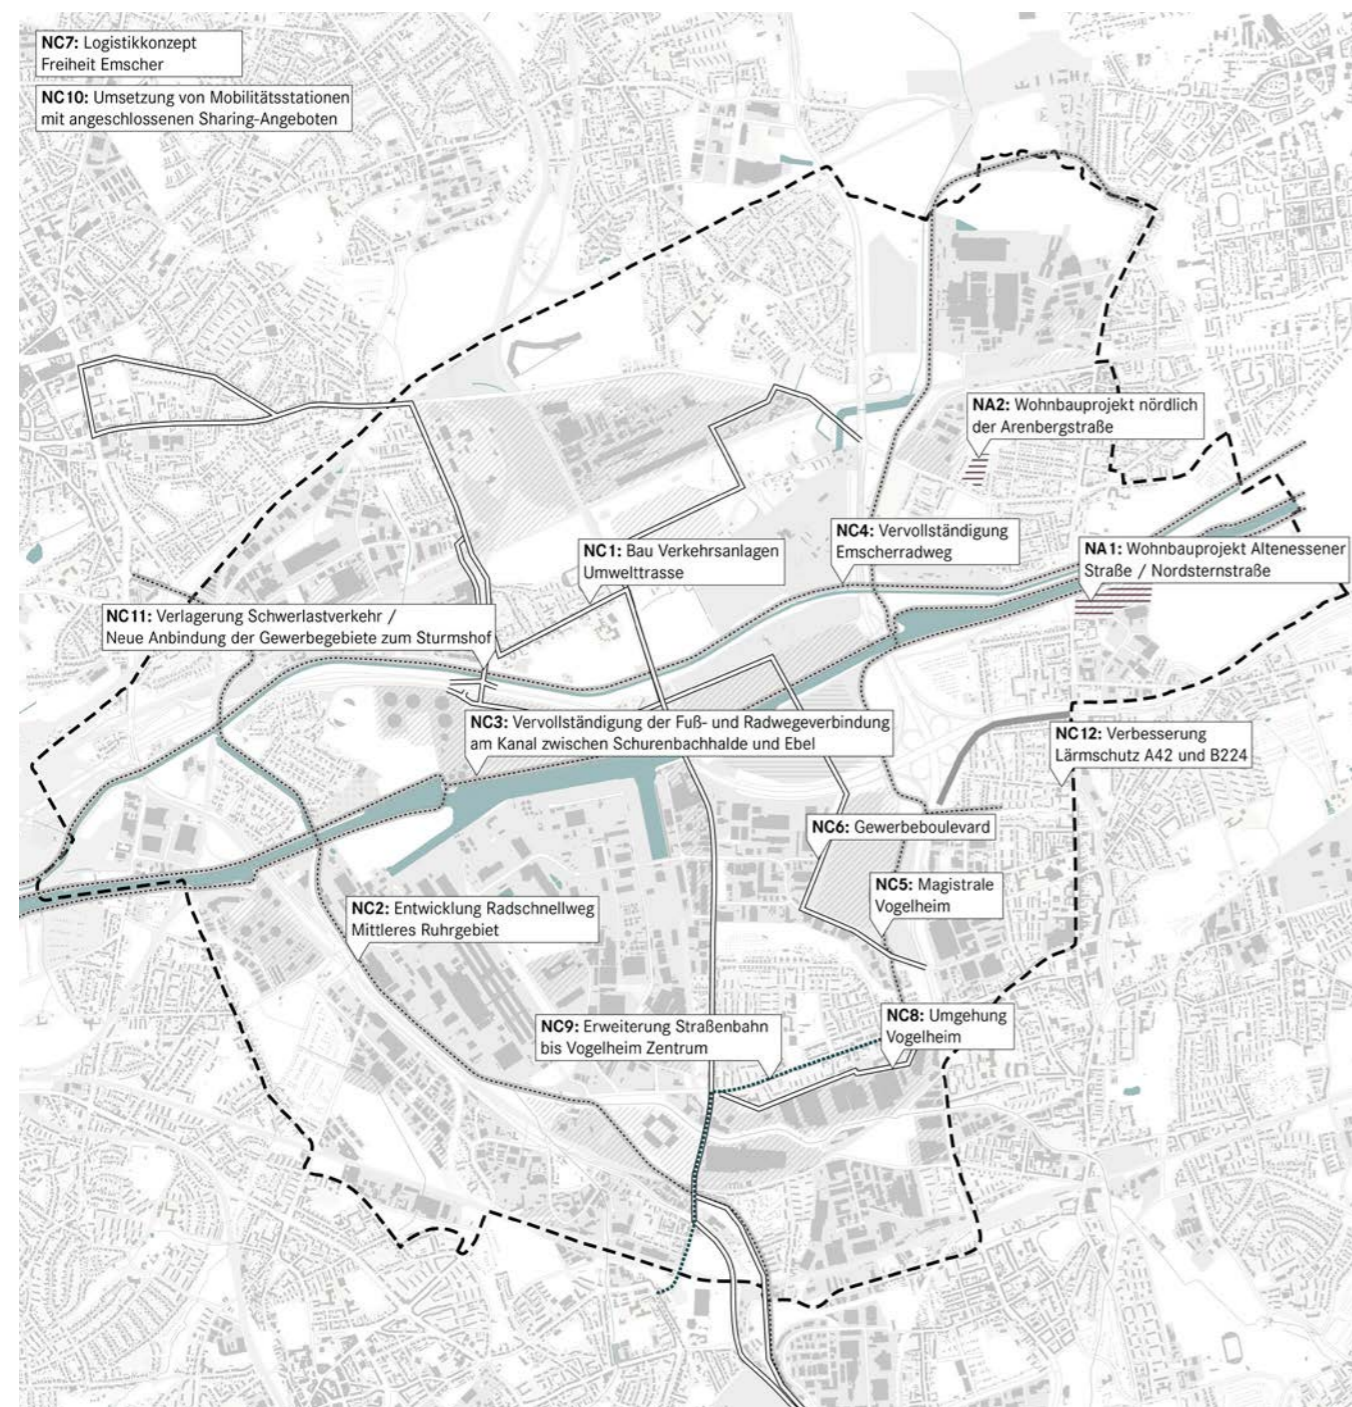 NC7: Logistikkonzept
Freiheit Emscher
NC10: Umsetzung von Mobilitätsstationen
mit angeschlossenen Sharing-Angeboten
NA2: Wohnbauprojekt nördlich
der Arenbergstraße
NC4: Vervollständigung
Emscherradweg
NC1: Bau Verkehrsanlagen
Umwelttrasse
NA1: Wohnbauprojekt Altenessener
Straße / Nordsternstraße
NC11: Verlagerung Schwerlastverkehr /
Neue Anbindung der Gewerbegebiete zum Sturmshof
NC3: Vervollständigung der Fuß- und Radwegeverbindung
am Kanal zwischen Schurenbachhalde und Ebel
NC12: Verbesserung
Lärmschutz A42 und B224
NC6: Gewerbeboulevard
NC5: Magistrale
Vogelheim
NC2: Entwicklung Radschnellweg
Mittleres Ruhrgebiet
NC9: Erweiterung Straßenbahn
bis Vogelheim Zentrum
NC8: Umgehung
Vogelheim